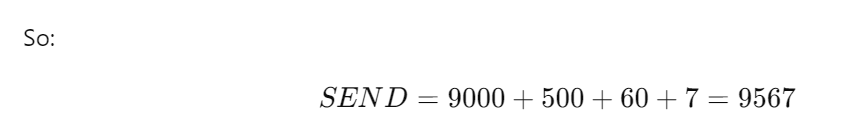 So:
SEND = 9000 + 500 + 60 + 7 = 9567